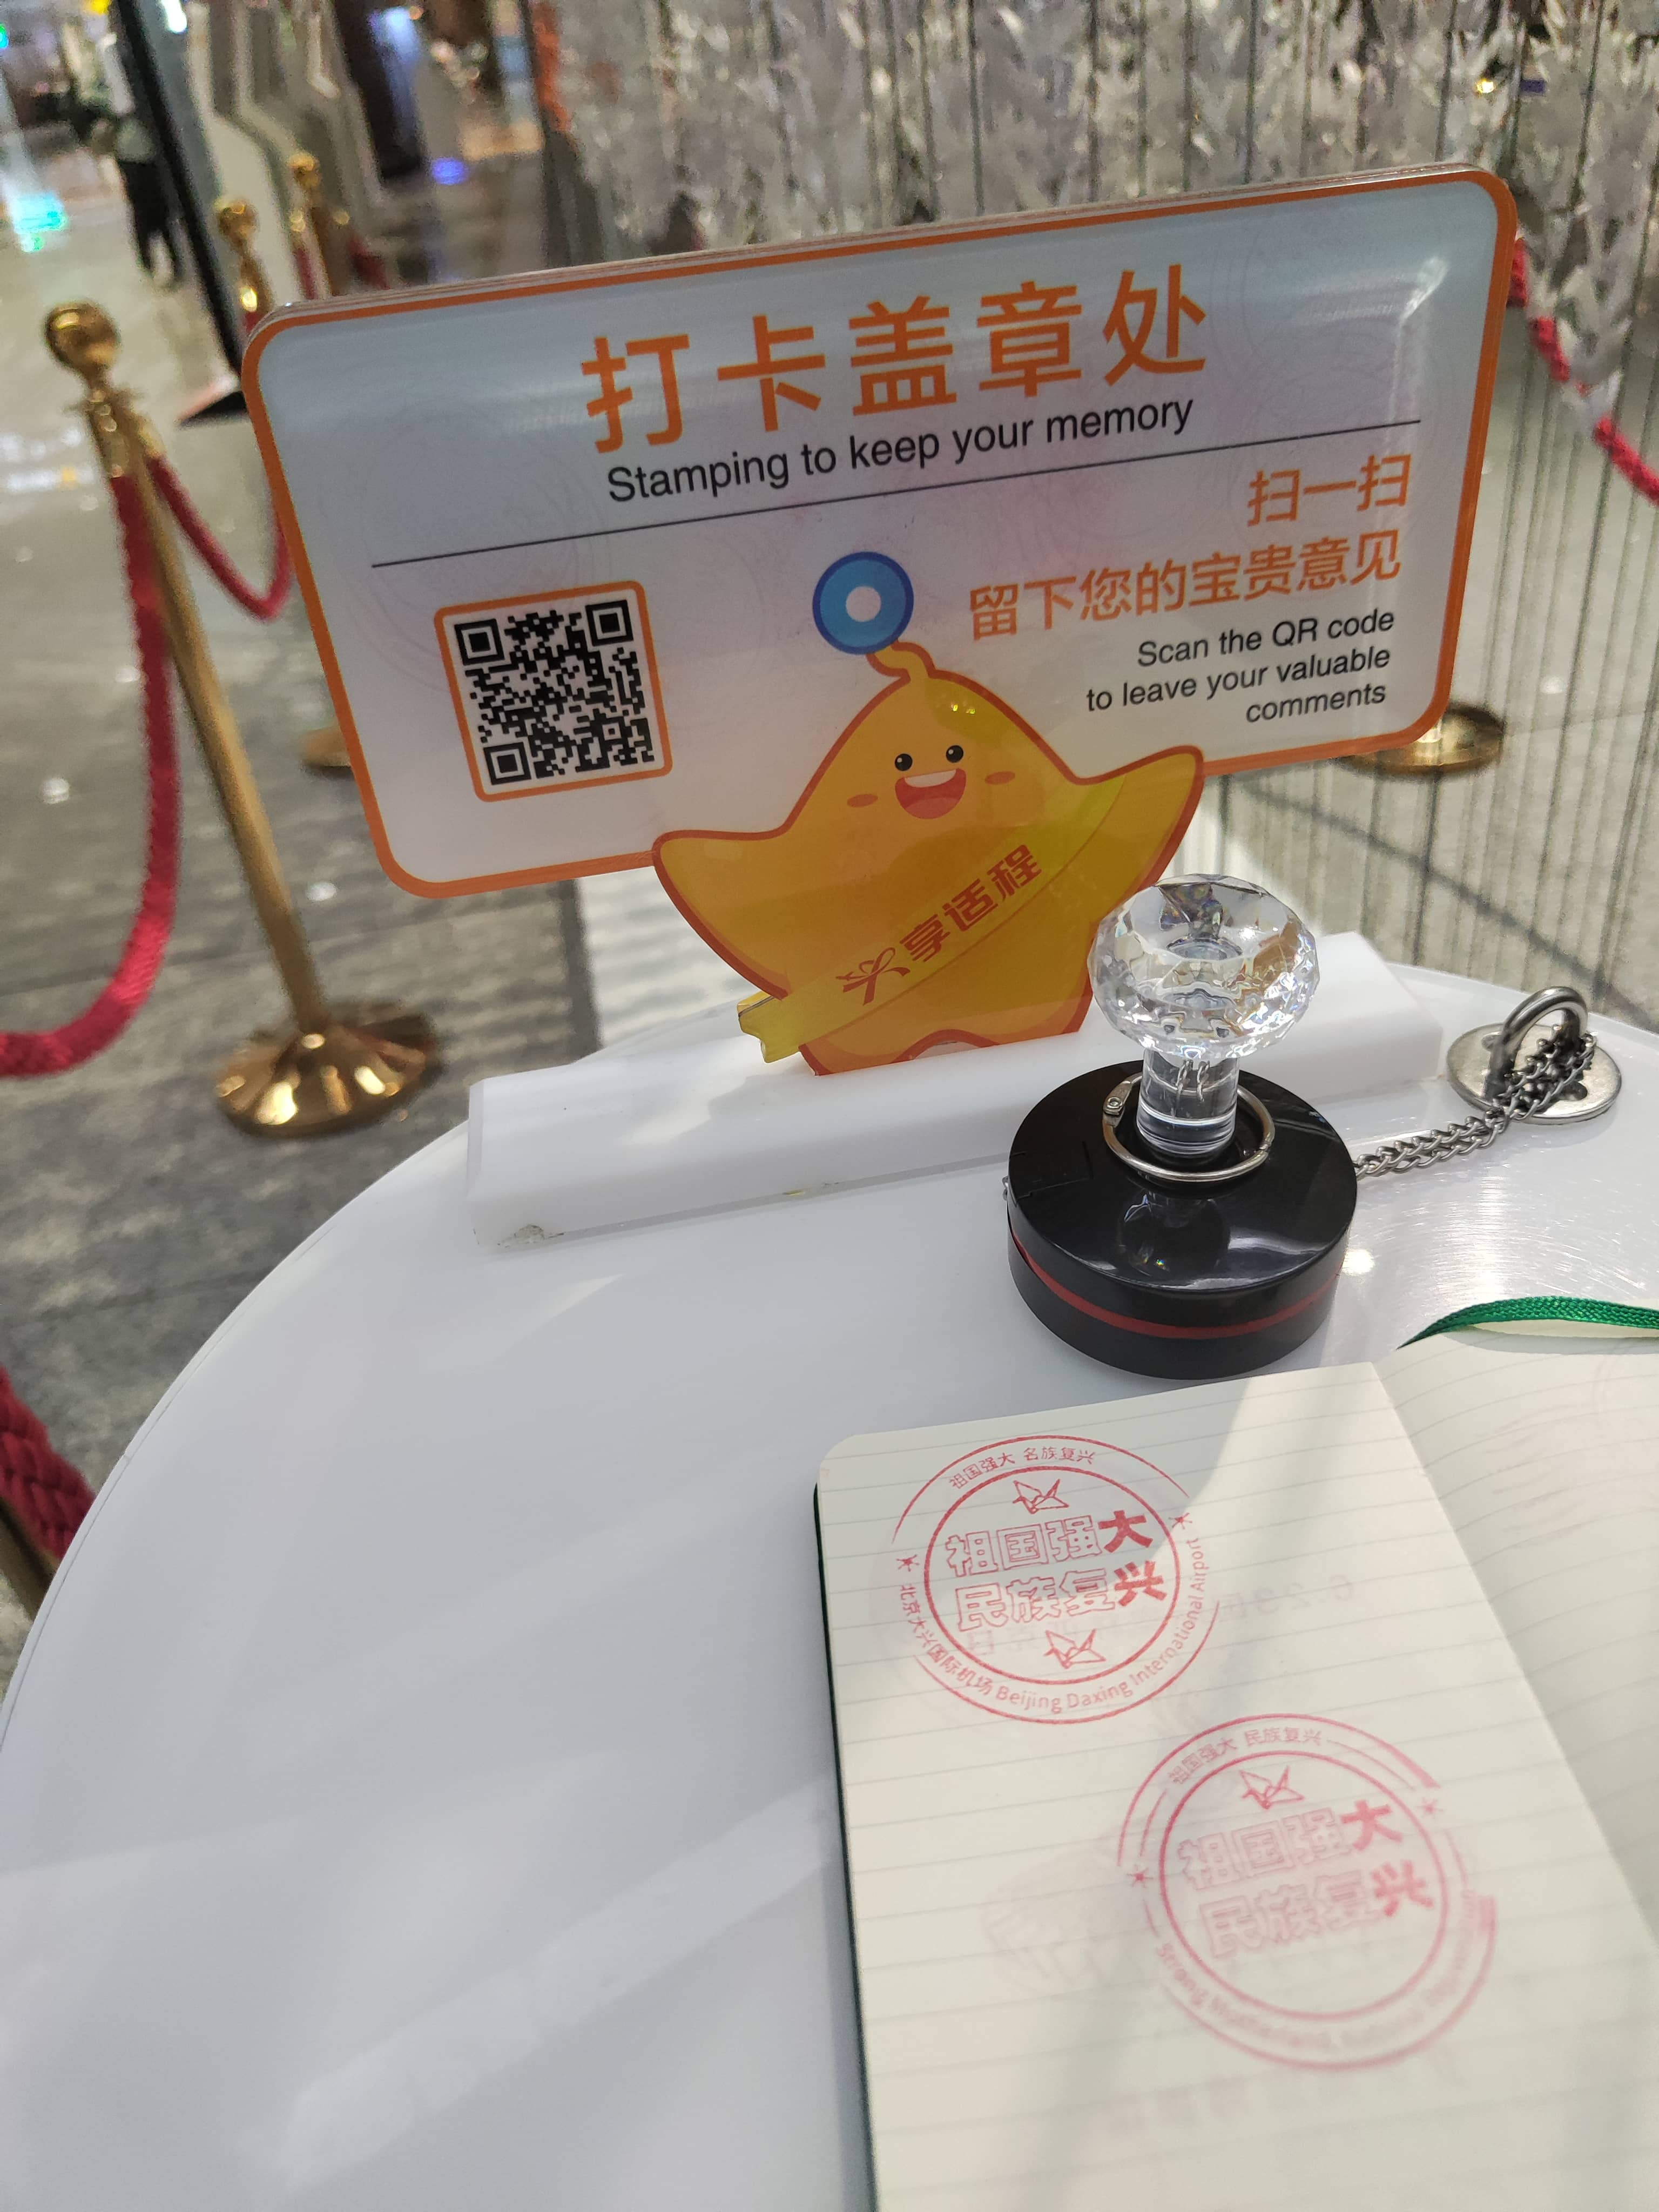 打卡盖章处
Stamping to keep your memory
扫一扫
留下您的宝贵意见
Scan the QR code
to leave your valuable
comments
享适程
祖国强大 名族复兴
祖国强大
民族复兴
北京大兴国际机场 Beijing Daxing International Airport
祖国强大 民族复兴
祖国强大
民族复兴
Strong Motherland, National